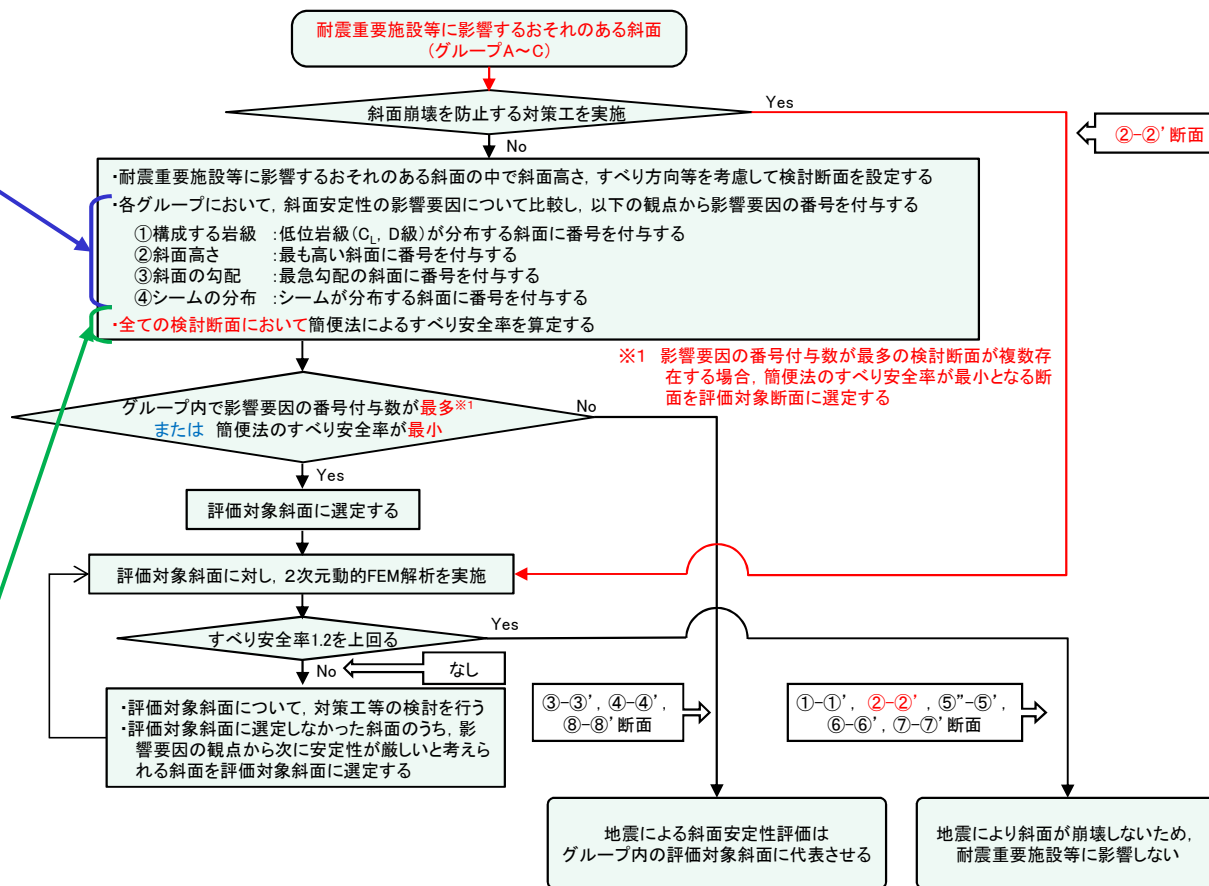 耐震重要施設等に影響するおそれのある斜面
(グループA～C)
斜面崩壊を防止する対策工を実施
Yes
②-②’断面
No
・耐震重要施設等に影響するおそれのある斜面の中で斜面高さ，すべり方向等を考慮して検討断面を設定する
・各グループにおいて，斜面安定性の影響要因について比較し，以下の観点から影響要因の番号を付与する
①構成する岩級 ：低位岩級(CL, D級)が分布する斜面に番号を付与する
②斜面高さ ：最も高い斜面に番号を付与する
③斜面の勾配 ：最急勾配の斜面に番号を付与する
④シームの分布 ：シームが分布する斜面に番号を付与する
・全ての検討断面において簡便法によるすべり安全率を算定する
※1 影響要因の番号付与数が最多の検討断面が複数存
在する場合，簡便法のすべり安全率が最小となる断
面を評価対象断面に選定する
グループ内で影響要因の番号付与数が最多※1
または 簡便法のすべり安全率が最小
No
Yes
評価対象斜面に選定する
評価対象斜面に対し，２次元動的FEM解析を実施
すべり安全率1.2を上回る
Yes
No
なし
・評価対象斜面について，対策工等の検討を行う
・評価対象斜面に選定しなかった斜面のうち，影
響要因の観点から次に安定性が厳しいと考えら
れる斜面を評価対象斜面に選定する
③-③’，④-④’，
⑧-⑧’断面
①-①’，②-②’，⑤”-⑤’，
⑥-⑥’，⑦-⑦’断面
地震による斜面安定性評価は
グループ内の評価対象斜面に代表させる
地震により斜面が崩壊しないため，
耐震重要施設等に影響しない